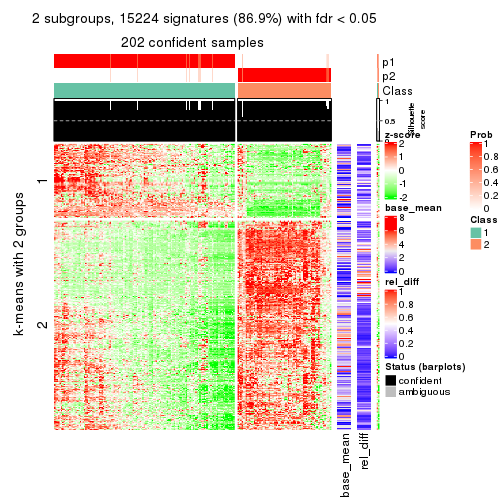 2 subgroups, 15224 signatures (86.9%) with fdr < 0.05
202 confident samples
p1
p2
Class
1
0.5
0
Silhouette
score
k-means with 2 groups
1
2
base_mean
rel_diff
z-score
2
1
0
-1
-2
base_mean
8
6
4
2
0
rel_diff
1
0.8
0.6
0.4
0.2
0
Status (barplots)
confident
ambiguous
Prob
1
0.8
0.6
0.4
0.2
0
Class
1
2